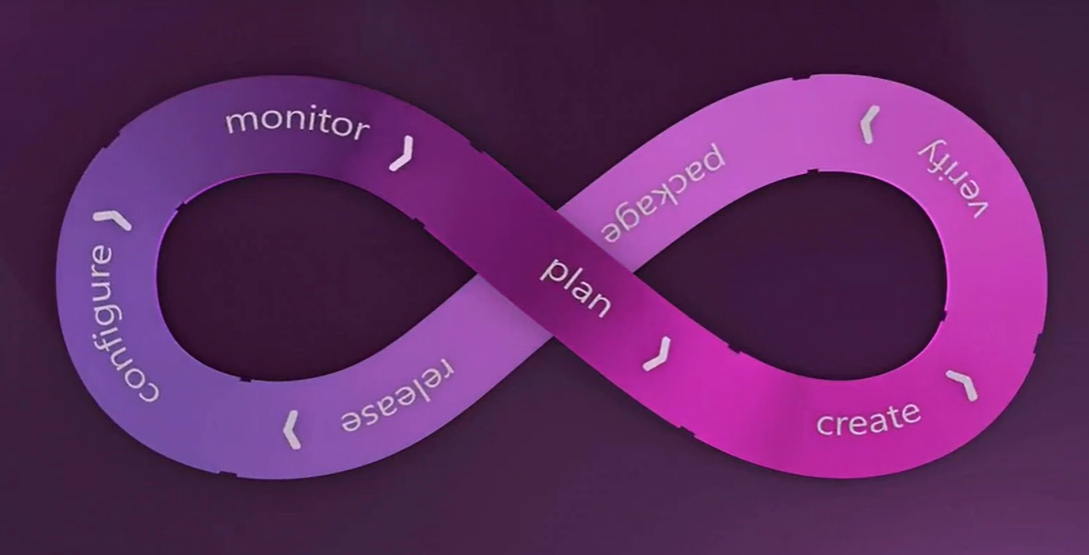 monitor
verify
package
configure
plan
release
create